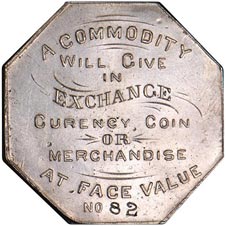 A COMMODITY
WILL GIVE
IN
EXCHANGE
CURENCY, COIN
OR
MERCHANDISE
AT FACE VALUE
NO 82